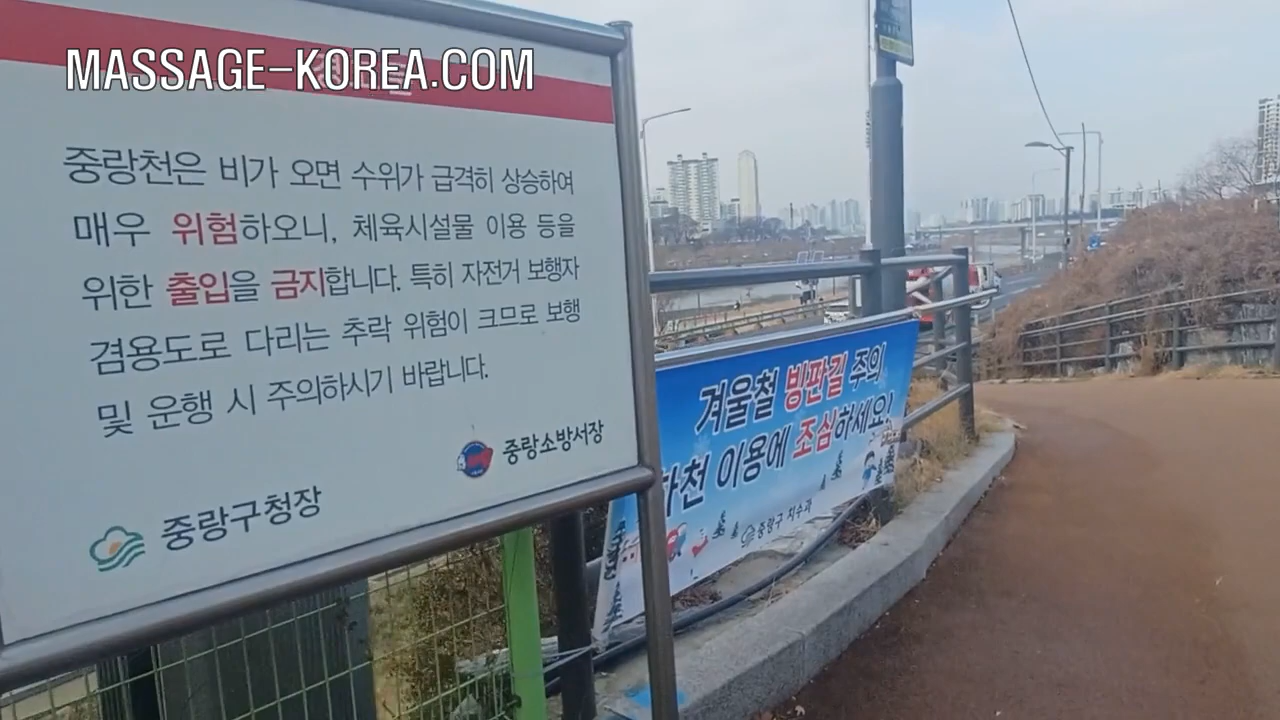 MASSAGE-KOREA.COM
중랑천은 비가 오면 수위가 급격히 상승하여
매우 위험하오니, 체육시설물 이용 등을
위한 출입을 금지합니다. 특히 자전거 보행자
겸용도로 다리는 추락 위험이 크므로 보행
및 운행 시 주의하시기 바랍니다.
중랑소방서장
중랑구청장
겨울철 빙판길 주의
하천 이용에 조심하세요!
중랑구 치수과